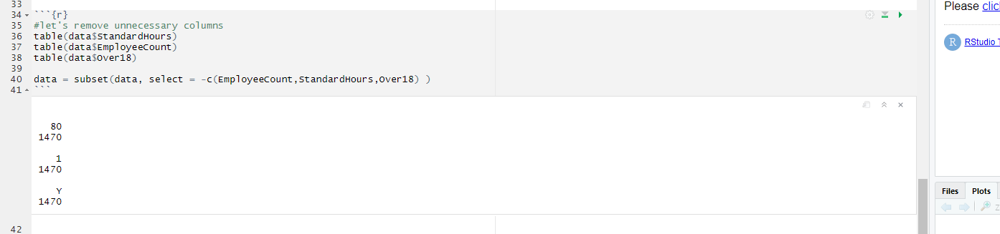 33
34 ```{r}
35 #let's remove unnecessary columns
36 table(data$StandardHours)
37 table(data$EmployeeCount)
38 table(data$Over18)
39
40 data = subset(data, select = -c(EmployeeCount,StandardHours,Over18) )
41 ```
80
1470
1
1470
Y
1470
42
Please clic
R RStudio T
Files Plots
Z